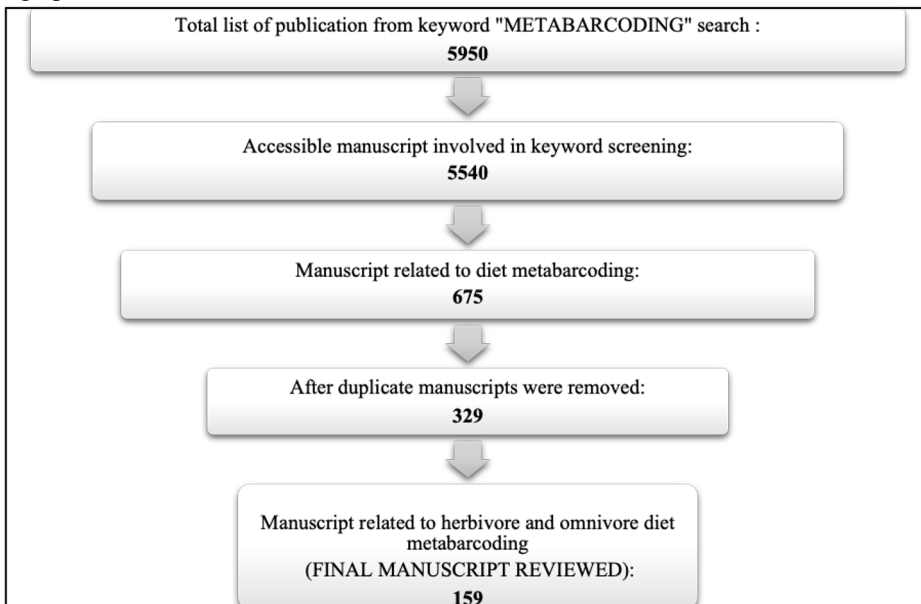 Total list of publication from keyword "METABARCODING" search :
5950
Accessible manuscript involved in keyword screening:
5540
Manuscript related to diet metabarcoding:
675
After duplicate manuscripts were removed:
329
Manuscript related to herbivore and omnivore diet
metabarcoding
(FINAL MANUSCRIPT REVIEWED):
159